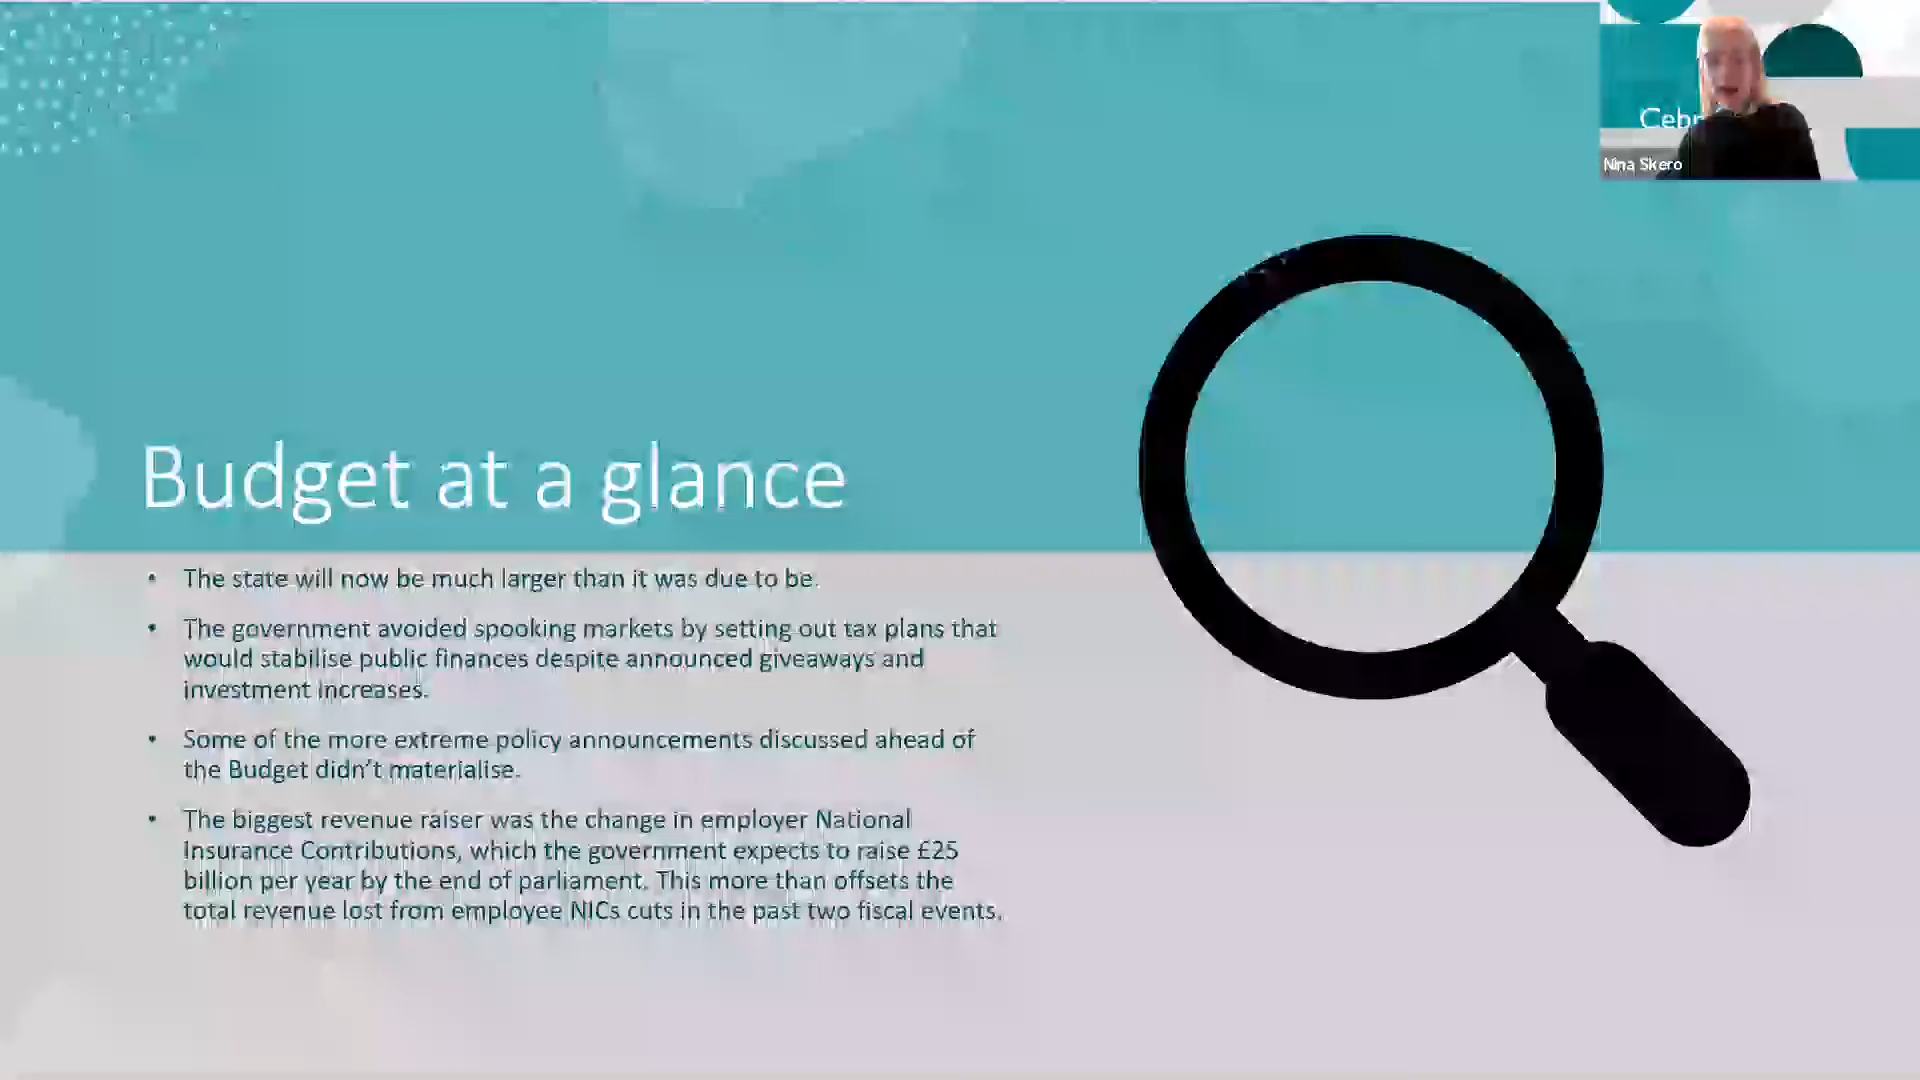 Cebr
Nina Skero
Budget at a glance
• The state will now be much larger than it was due to be.
• The government avoided spooking markets by setting out tax plans that
would stabilise public finances despite announced giveaways and
investment increases.
• Some of the more extreme policy announcements discussed ahead of
the Budget didn't materialise.
• The biggest revenue raiser was the change in employer National
Insurance Contributions, which the government expects to raise £25
billion per year by the end of parliament. This more than offsets the
total revenue lost from employee NICs cuts in the past two fiscal events.